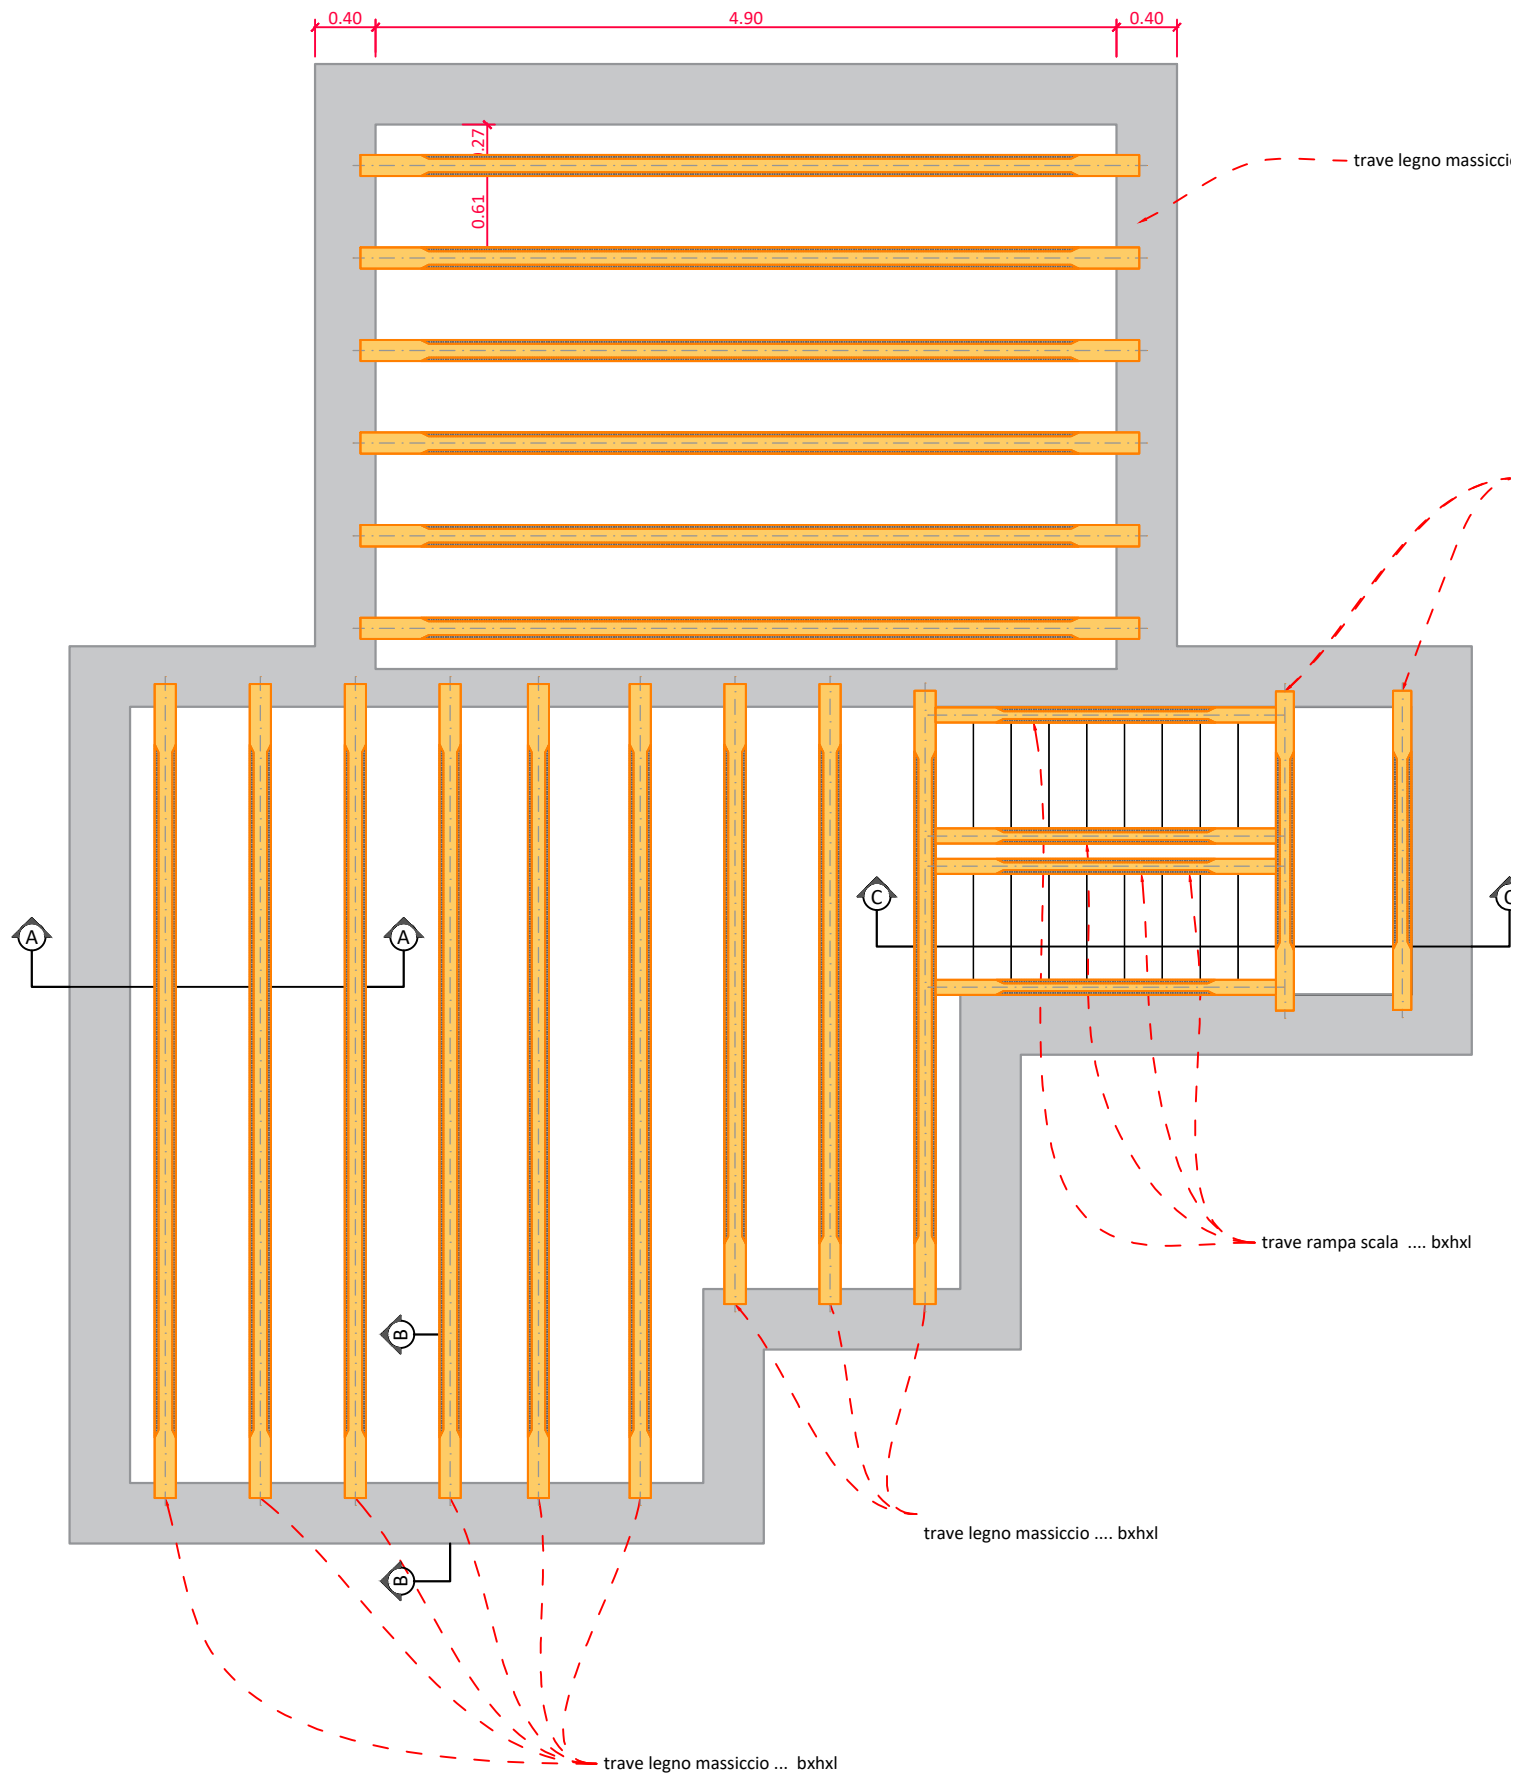 0.40 4.90 0.40
.27
trave legno massicci
0.61
C
A A
trave rampa scala .... bxhxl
B
trave legno massiccio .... bxhxl
B
trave legno massiccio ... bxhxl